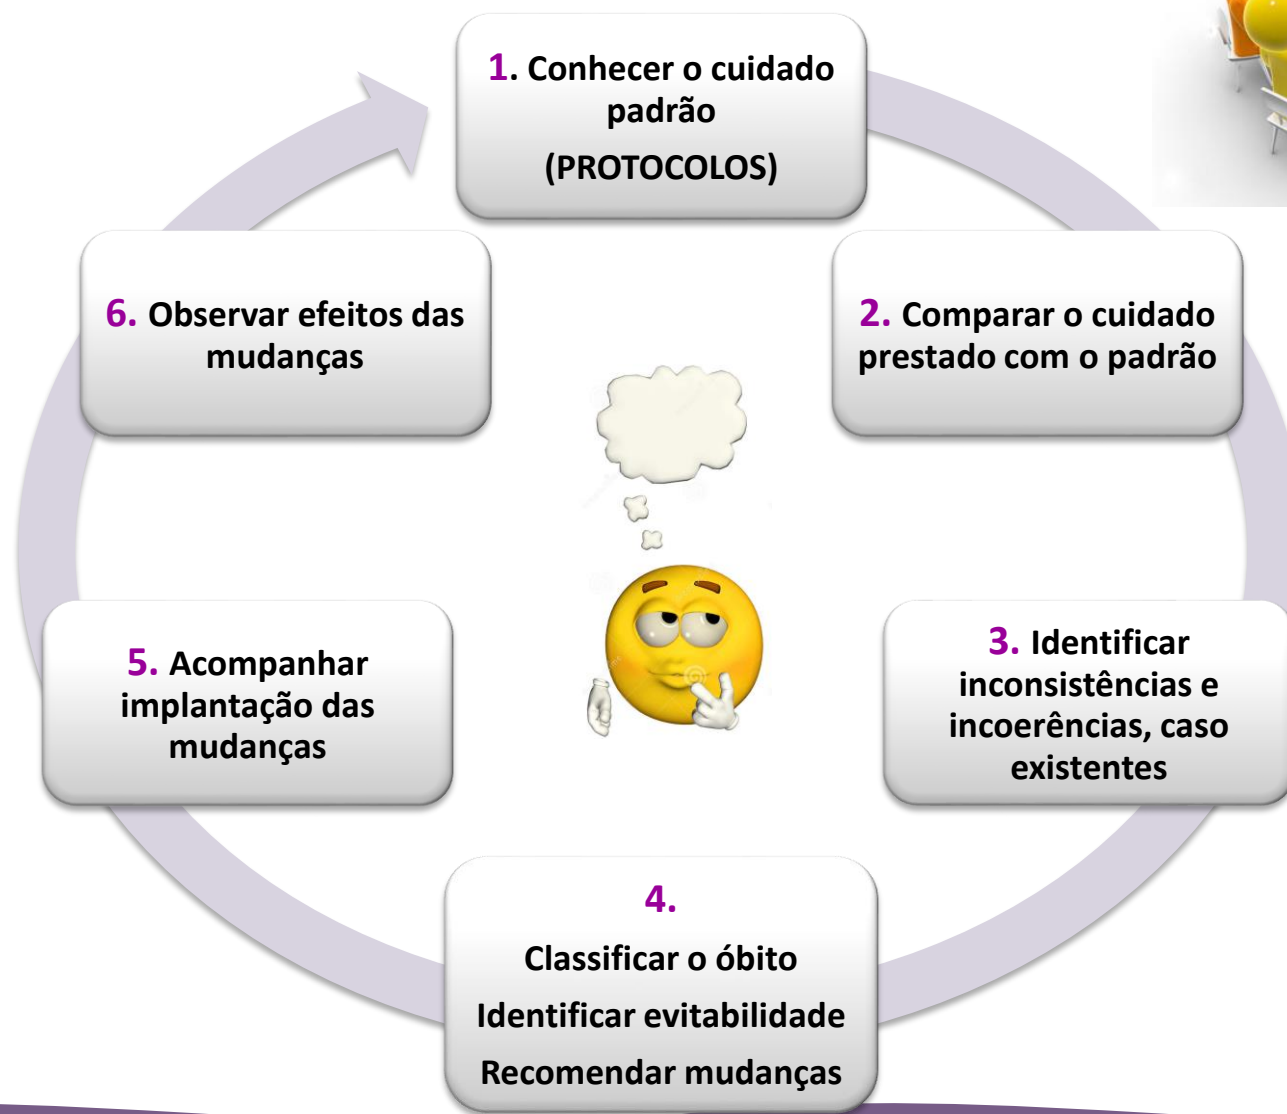 1. Conhecer o cuidado
padrão
(PROTOCOLOS)
2. Comparar o cuidado
prestado com o padrão
3. Identificar
inconsistências e
incoerências, caso
existentes
4.
Classificar o óbito
Identificar evitabilidade
Recomendar mudanças
5. Acompanhar
implantação das
mudanças
6. Observar efeitos das
mudanças